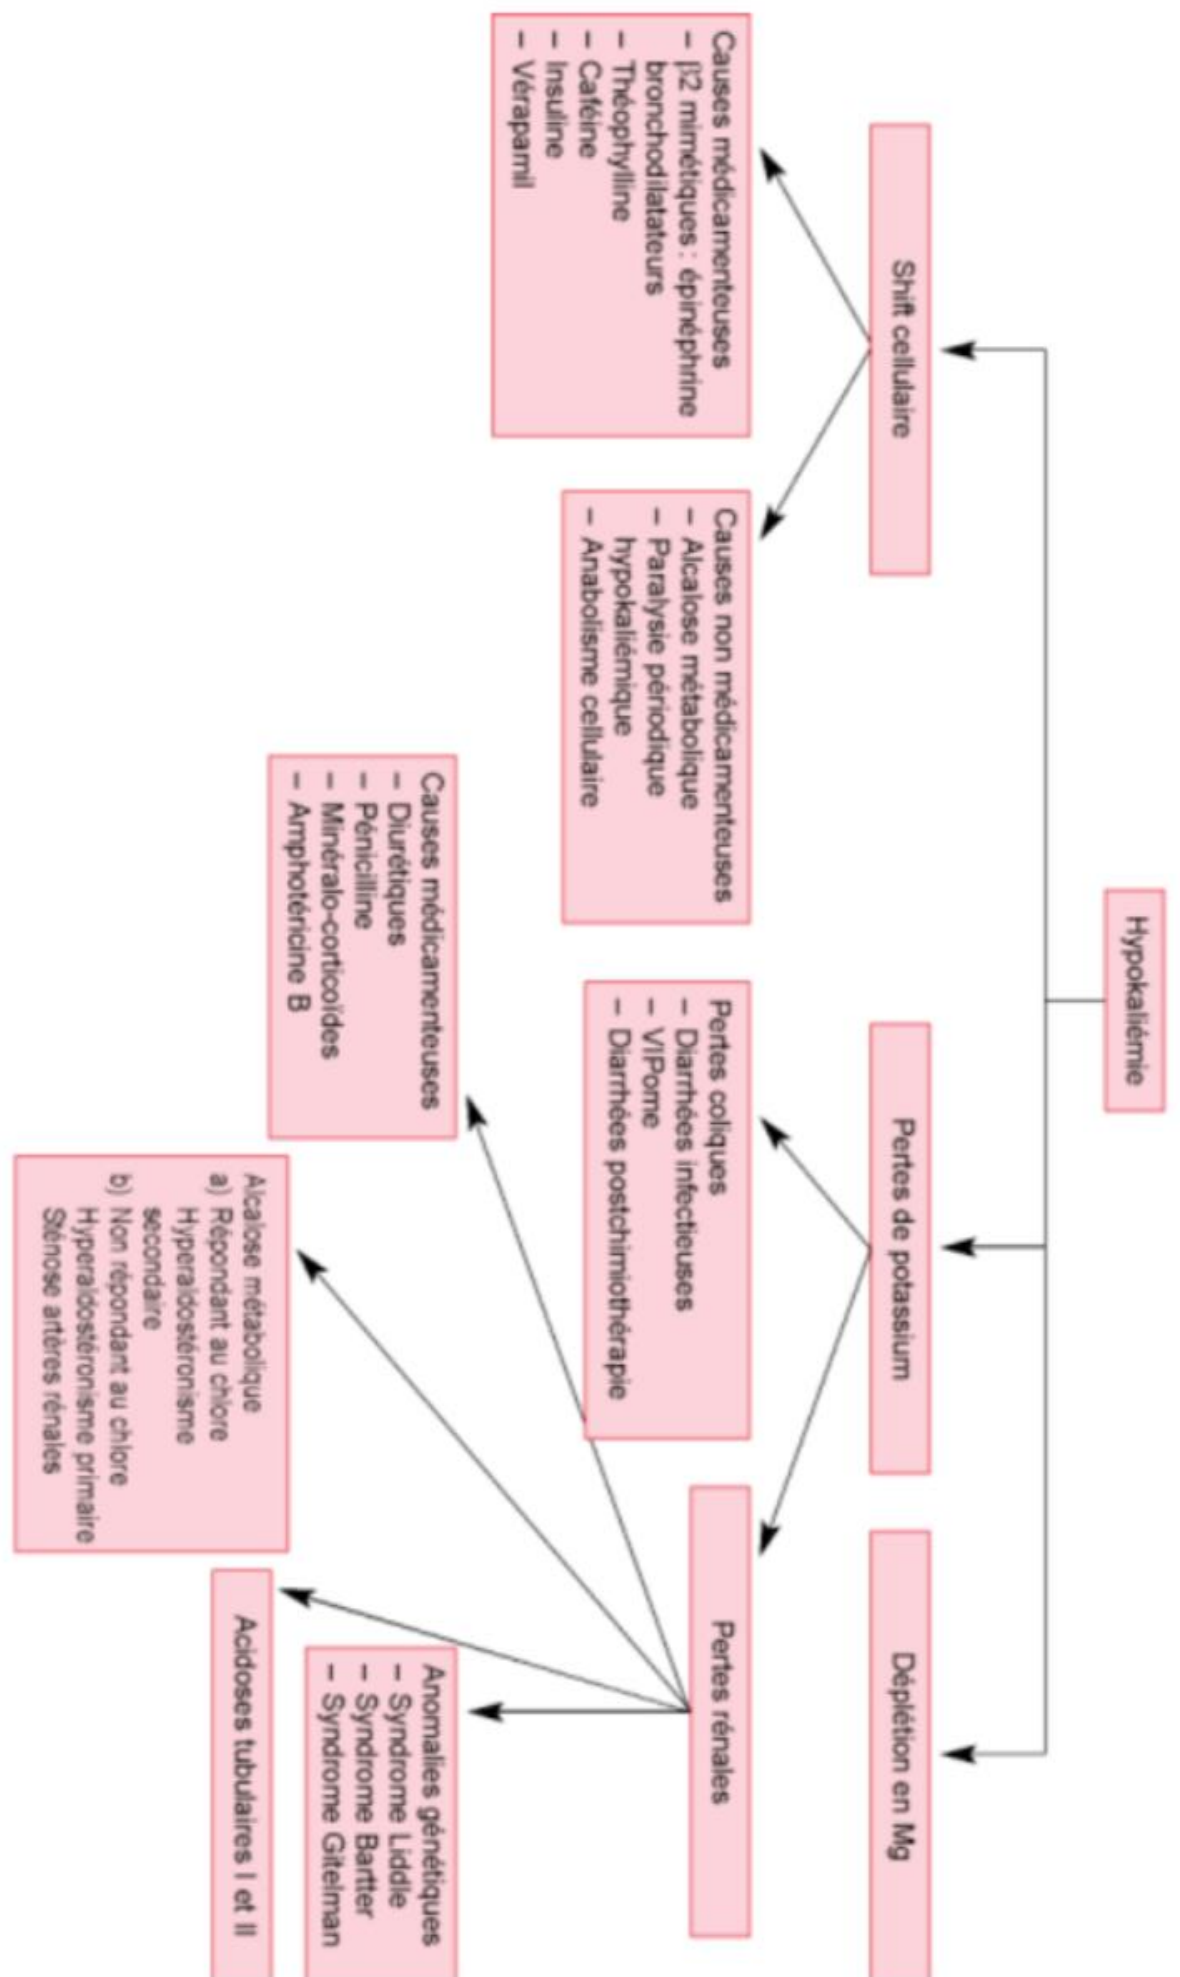 Hypokaliémie
Shift cellulaire
Pertes de potassium
Déplétion en Mg
Causes médicamenteuses
– β2 mimétiques : épinéphrine
bronchodilatateurs
– Théophylline
– Caféine
– Insuline
– Vérapamil
Causes non médicamenteuses
– Alcalose métabolique
– Paralysie périodique
hypokaliémique
– Anabolisme cellulaire
Pertes coliques
– Diarrhées infectieuses
– VIPome
– Diarrhées postchimiothérapie
Pertes rénales
Causes médicamenteuses
– Diurétiques
– Pénicilline
– Minéralo-corticoïdes
– Amphotéricine B
Alcalose métabolique
a) Répondant au chlore
Hyperaldostéronisme
secondaire
b) Non répondant au chlore
Hyperaldostéronisme primaire
Sténose artères rénales
Acidoses tubulaires I et II
Anomalies génétiques
– Syndrome Liddle
– Syndrome Bartter
– Syndrome Gitelman